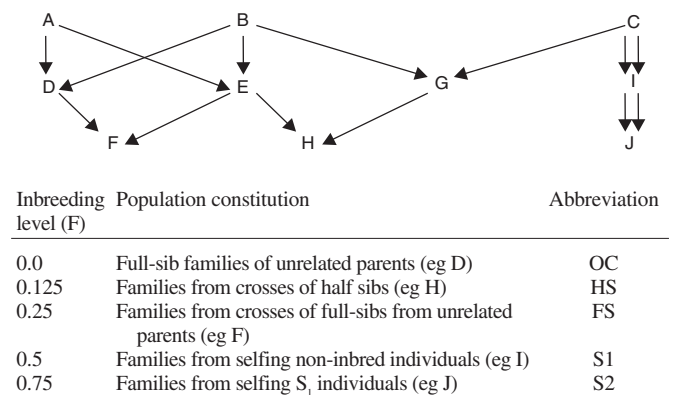 A B C
D E G I
F H J
Inbreeding Population constitution Abbreviation
level (F)
0.0 Full-sib families of unrelated parents (eg D) OC
0.125 Families from crosses of half sibs (eg H) HS
0.25 Families from crosses of full-sibs from unrelated FS
parents (eg F)
0.5 Families from selfing non-inbred individuals (eg I) S1
0.75 Families from selfing S₁ individuals (eg J) S2